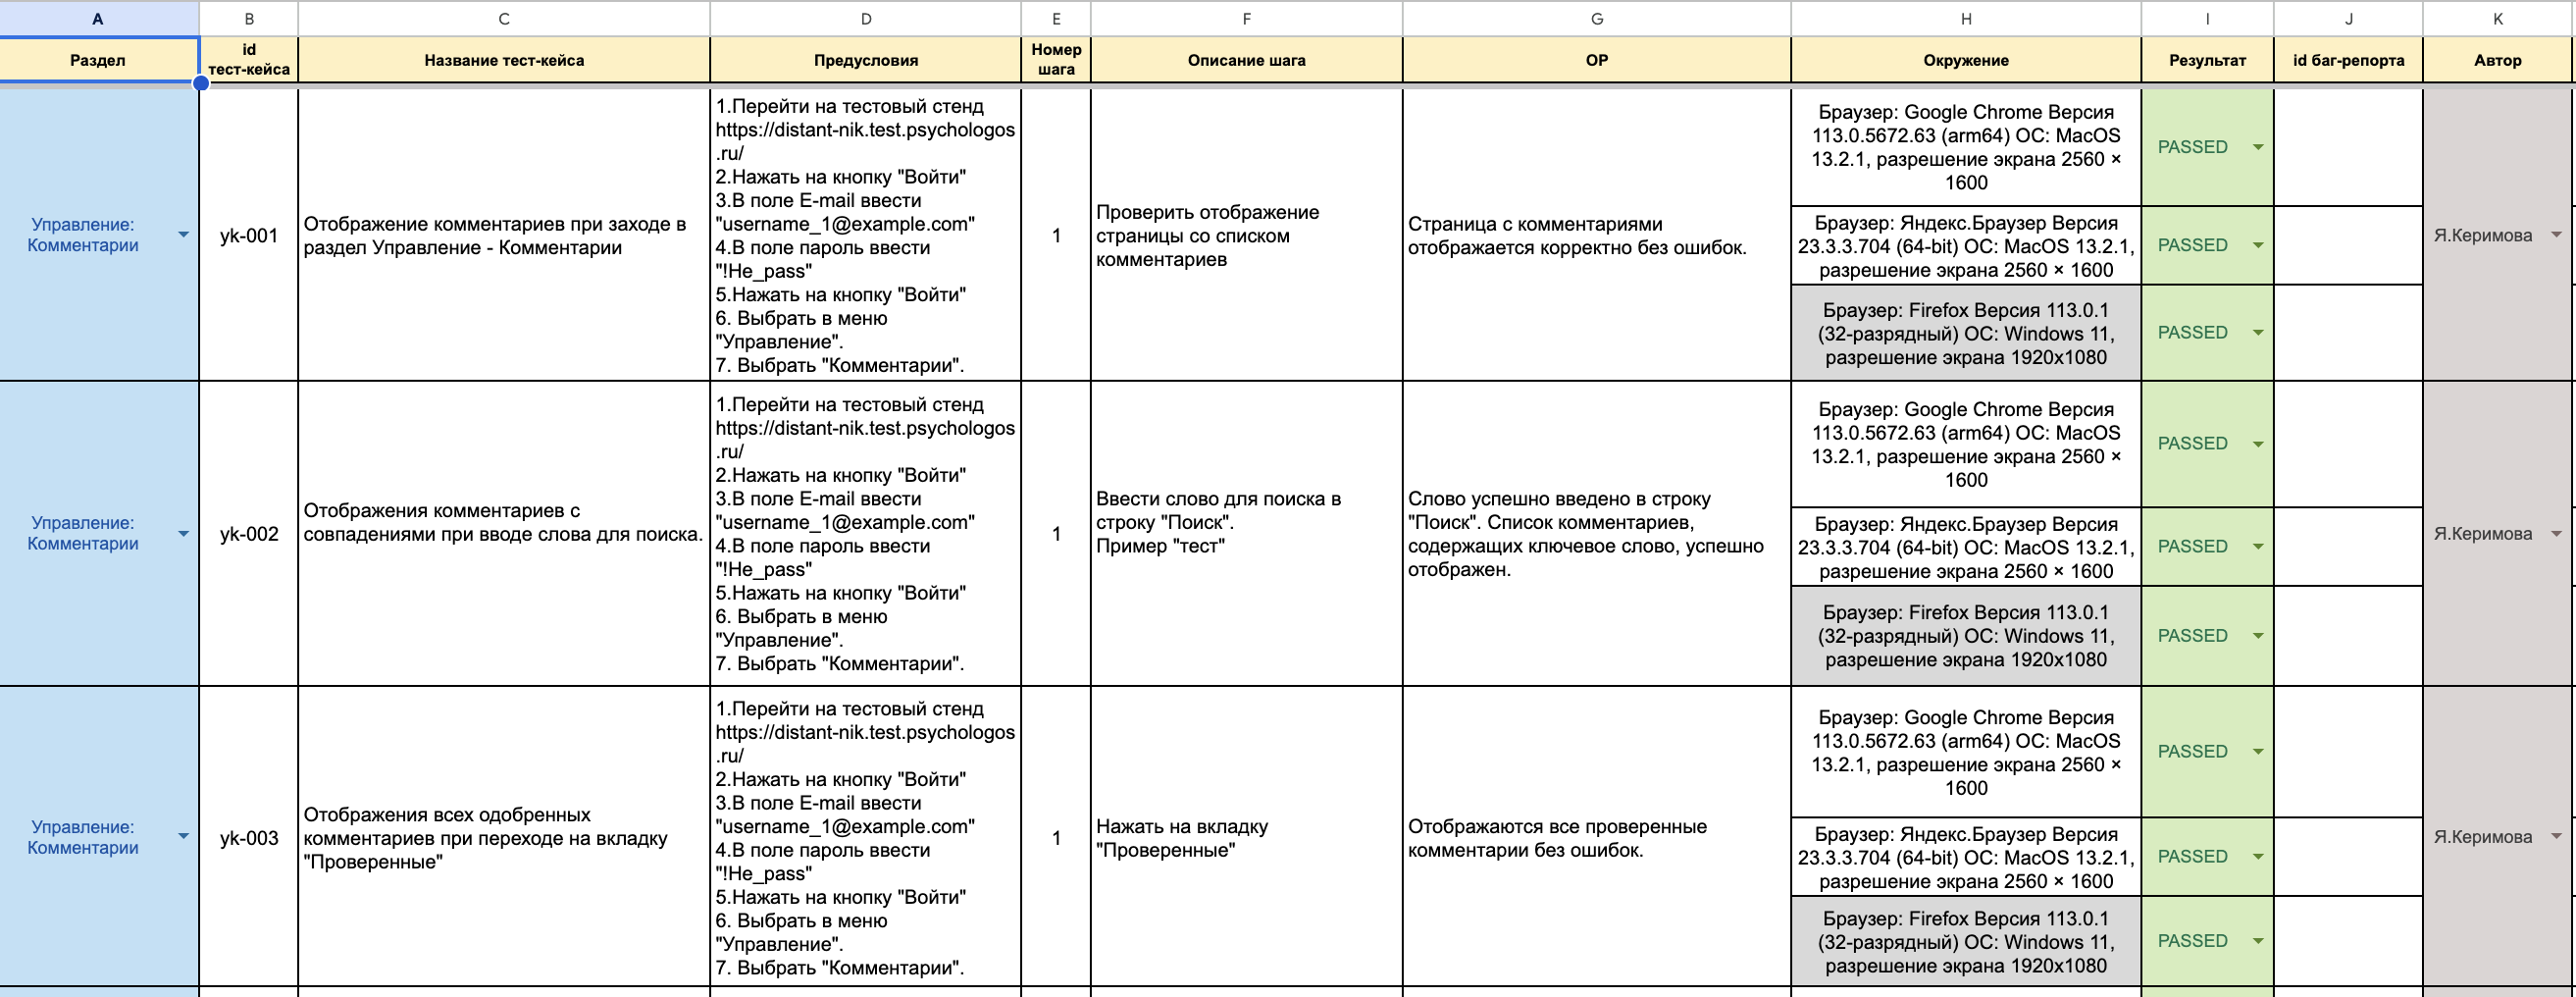 A
B
C
D
E
F
G
H
I
J
K
Раздел
id
тест-кейса
Название тест-кейса
Предусловия
Номер
шага
Описание шага
ОР
Окружение
Результат
id баг-репорта
Автор
Управление:
Комментарии
yk-001
Отображение комментариев при заходе в
раздел Управление - Комментарии
1.Перейти на тестовый стенд
https://distant-nik.test.psychologos
.ru/
2.Нажать на кнопку "Войти"
3.В поле E-mail ввести
"username_1@example.com"
4.В поле пароль ввести
"!He_pass"
5.Нажать на кнопку "Войти"
6. Выбрать в меню
"Управление".
7. Выбрать "Комментарии".
1
Проверить отображение
страницы со списком
комментариев
Страница с комментариями
отображается корректно без ошибок.
Браузер: Google Chrome Версия
113.0.5672.63 (arm64) ОС: MacOS
13.2.1, разрешение экрана 2560 ×
1600
PASSED
Браузер: Яндекс.Браузер Версия
23.3.3.704 (64-bit) ОС: MacOS 13.2.1,
разрешение экрана 2560 × 1600
PASSED
Браузер: Firefox Версия 113.0.1
(32-разрядный) ОС: Windows 11,
разрешение экрана 1920x1080
PASSED
Я.Керимова
Управление:
Комментарии
yk-002
Отображения комментариев с
совпадениями при вводе слова для поиска.
1.Перейти на тестовый стенд
https://distant-nik.test.psychologos
.ru/
2.Нажать на кнопку "Войти"
3.В поле E-mail ввести
"username_1@example.com"
4.В поле пароль ввести
"!He_pass"
5.Нажать на кнопку "Войти"
6. Выбрать в меню
"Управление".
7. Выбрать "Комментарии".
1
Ввести слово для поиска в
строку "Поиск".
Пример "тест"
Слово успешно введено в строку
"Поиск". Список комментариев,
содержащих ключевое слово, успешно
отображен.
Браузер: Google Chrome Версия
113.0.5672.63 (arm64) ОС: MacOS
13.2.1, разрешение экрана 2560 ×
1600
PASSED
Браузер: Яндекс.Браузер Версия
23.3.3.704 (64-bit) ОС: MacOS 13.2.1,
разрешение экрана 2560 × 1600
PASSED
Браузер: Firefox Версия 113.0.1
(32-разрядный) ОС: Windows 11,
разрешение экрана 1920x1080
PASSED
Я.Керимова
Управление:
Комментарии
yk-003
Отображения всех одобренных
комментариев при переходе на вкладку
"Проверенные"
1.Перейти на тестовый стенд
https://distant-nik.test.psychologos
.ru/
2.Нажать на кнопку "Войти"
3.В поле E-mail ввести
"username_1@example.com"
4.В поле пароль ввести
"!He_pass"
5.Нажать на кнопку "Войти"
6. Выбрать в меню
"Управление".
7. Выбрать "Комментарии".
1
Нажать на вкладку
"Проверенные"
Отображаются все проверенные
комментарии без ошибок.
Браузер: Google Chrome Версия
113.0.5672.63 (arm64) ОС: MacOS
13.2.1, разрешение экрана 2560 ×
1600
PASSED
Браузер: Яндекс.Браузер Версия
23.3.3.704 (64-bit) ОС: MacOS 13.2.1,
разрешение экрана 2560 × 1600
PASSED
Браузер: Firefox Версия 113.0.1
(32-разрядный) ОС: Windows 11,
разрешение экрана 1920x1080
PASSED
Я.Керимова